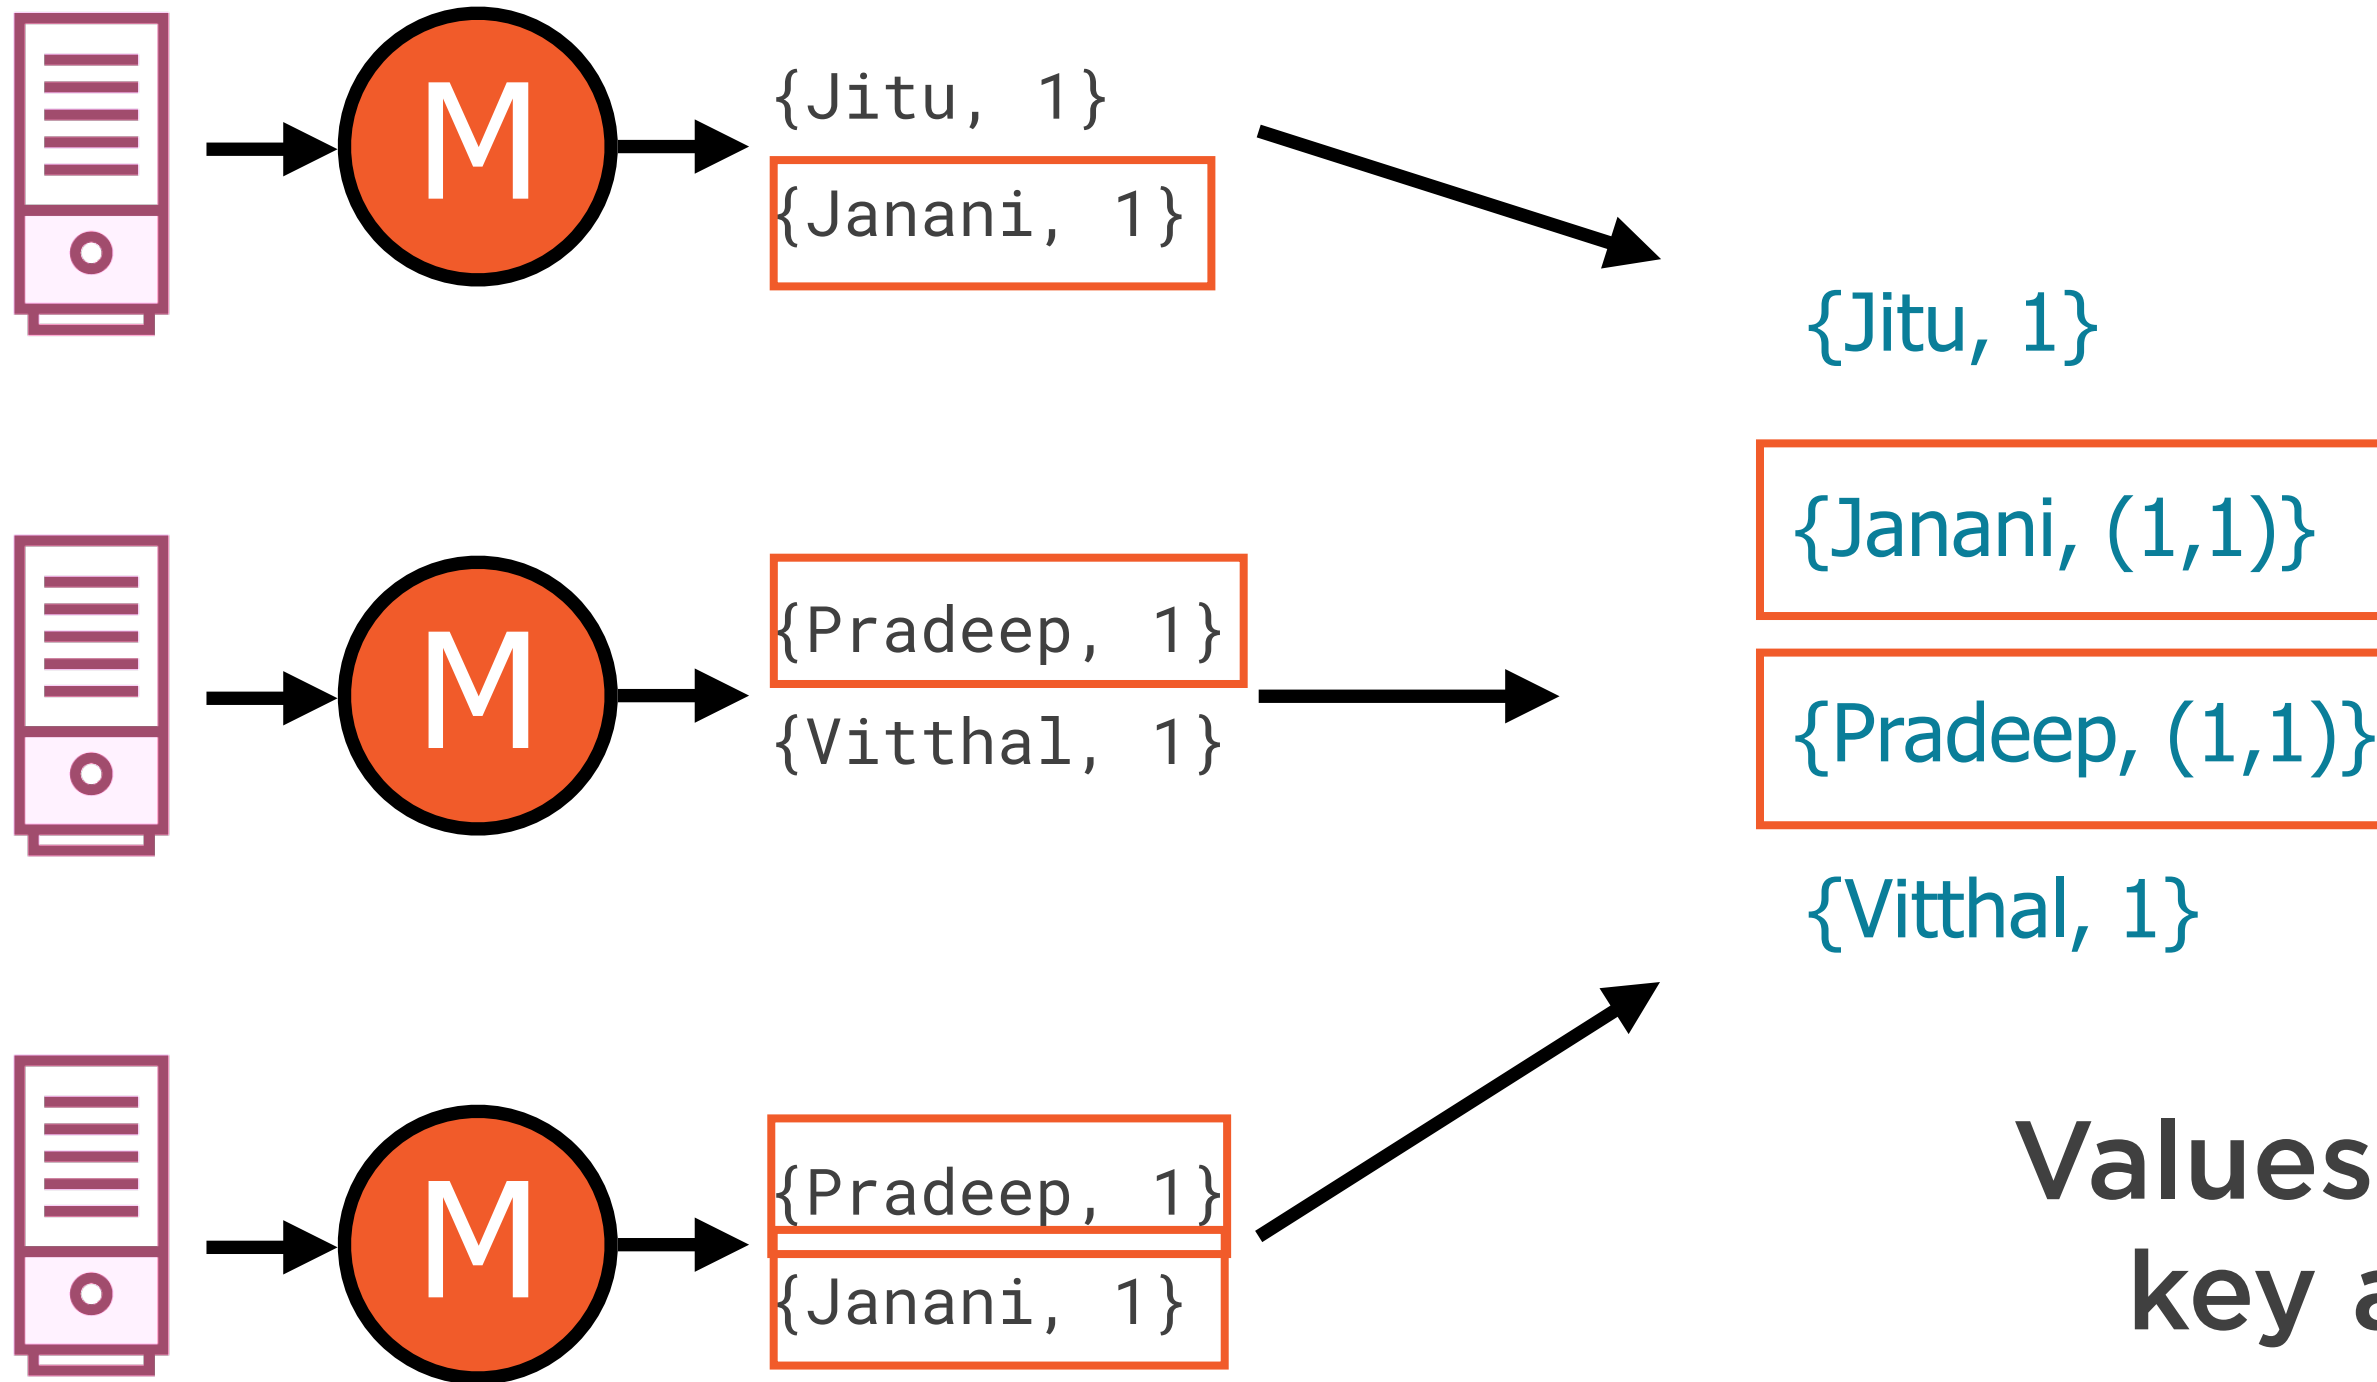 M
{Jitu, 1}
{Janani, 1}
M
{Pradeep, 1}
{Vitthal, 1}
M
{Pradeep, 1}
{Janani, 1}
{Jitu, 1}
{Janani, (1,1)}
{Pradeep, (1,1)}
{Vitthal, 1}
Values
key